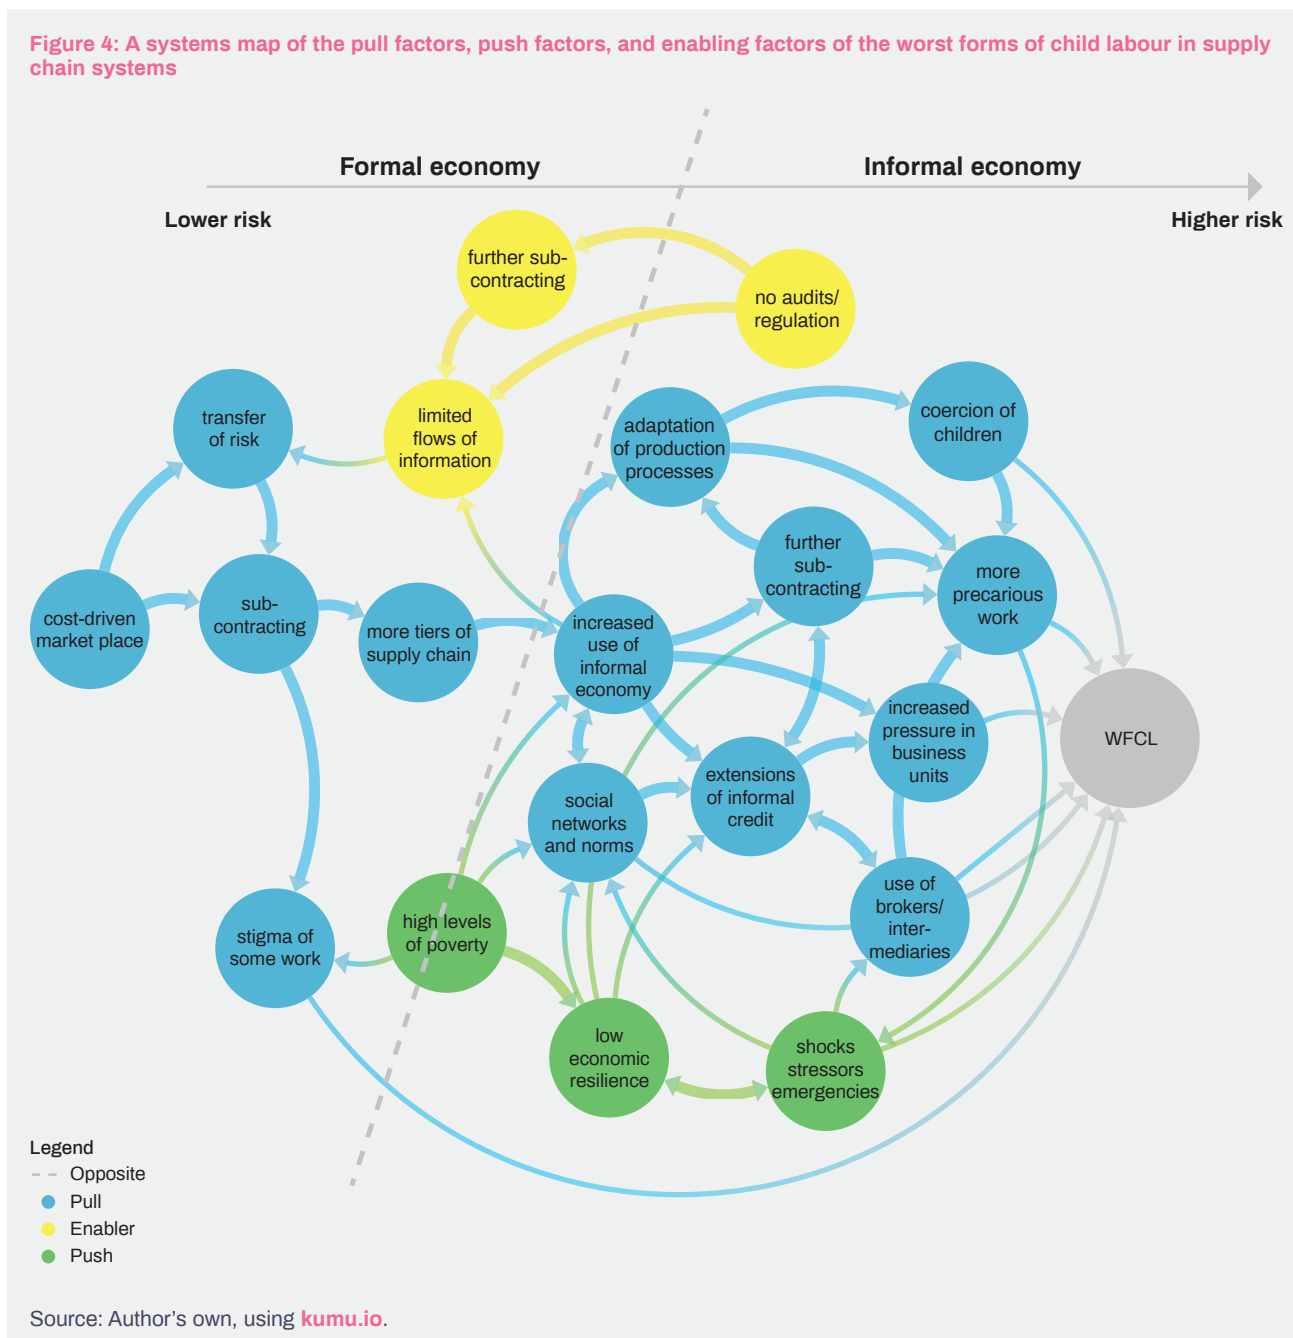 Figure 4: A systems map of the pull factors, push factors, and enabling factors of the worst forms of child labour in supply
chain systems
Formal economy
Informal economy
Lower risk
Higher risk
further sub-
contracting
no audits/
regulation
transfer
of risk
limited
flows of
information
adaptation
of production
processes
coercion of
children
further
sub-
contracting
more
precarious
work
cost-driven
market place
sub-
contracting
more tiers of
supply chain
increased
use of
informal
economy
increased
pressure in
business
units
WFCL
social
networks
and norms
extensions
of informal
credit
use of
brokers/
inter-
mediaries
stigma of
some work
high levels
of poverty
low
economic
resilience
shocks
stressors
emergencies
Legend
Opposite
Pull
Enabler
Push
Source: Author's own, using kumu.io.